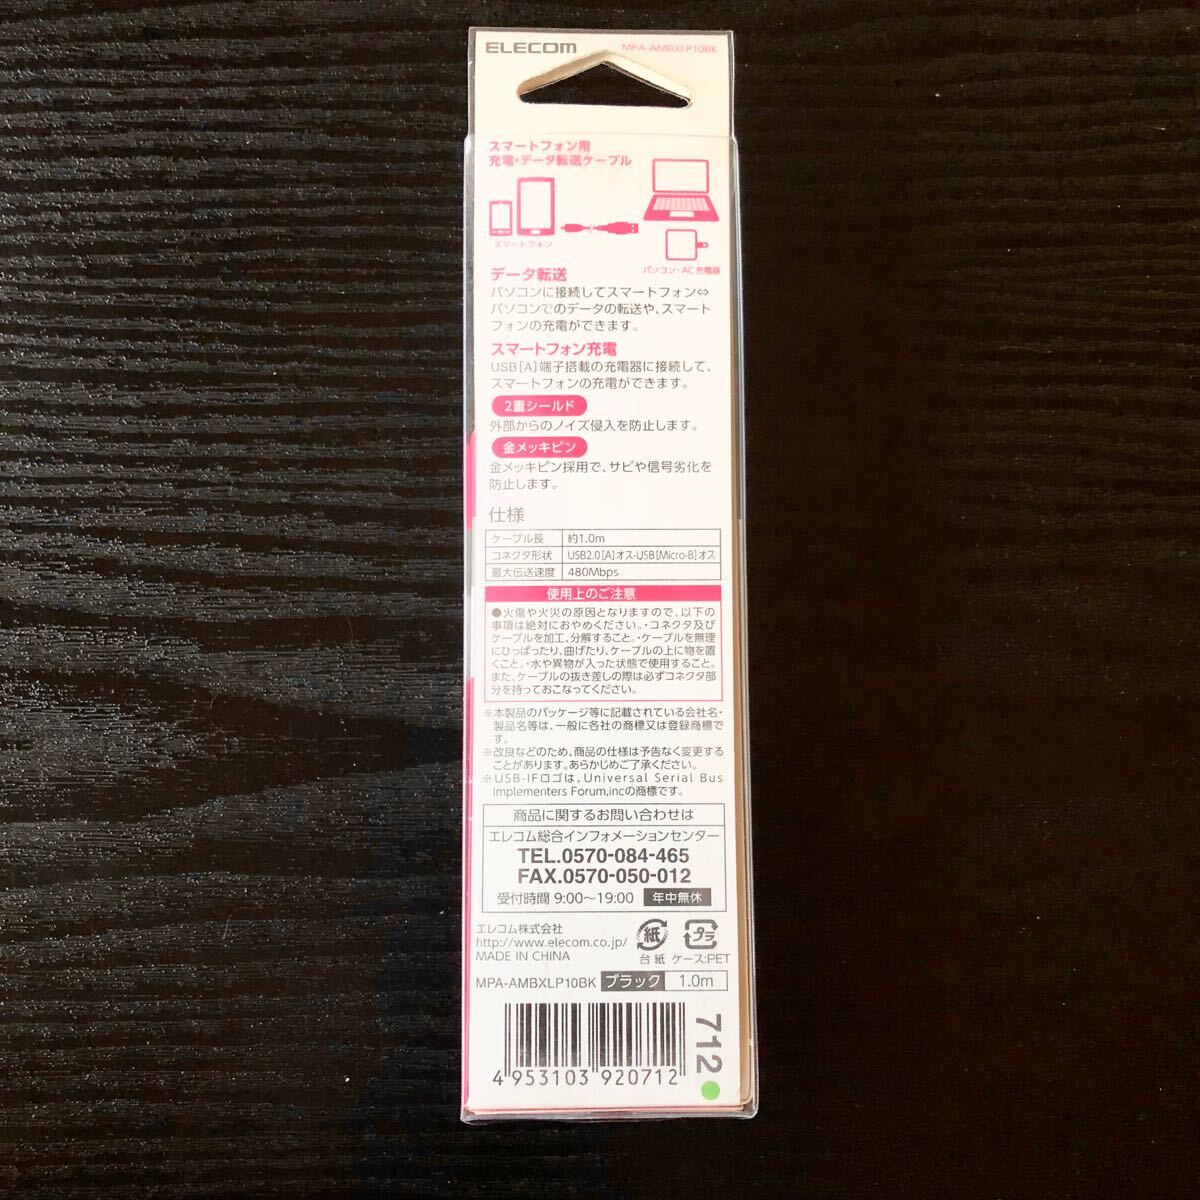 ELECOM
MPA-AMBXLP10BK
スマートフォン用
充電・データ転送ケーブル
スマートフォン
パソコン・AC充電器
データ転送
パソコンに接続してスマートフォン⇔
パソコンでのデータの転送や、スマート
フォンの充電ができます。
スマートフォン充電
USB[A]端子搭載の充電器に接続して、
スマートフォンの充電ができます。
2重シールド
外部からのノイズ侵入を防止します。
金メッキピン
金メッキピン採用で、サビや信号劣化を
防止します。
仕様
ケーブル長 約1.0m
コネクタ形状 USB2.0[A]オス-USB[Micro-B]オス
最大伝送速度 480Mbps
使用上のご注意
●火傷や火災の原因となりますので、以下の
事項は絶対におやめください。・コネクタ及び
ケーブルを加工、分解すること。・ケーブルを無理
にひっぱったり、曲げたり、ケーブルの上に物を置
くこと。・水や異物が入った状態で使用すること。
また、ケーブルの抜き差しの際は必ずコネクタ部
分を持っておこなってください。
※本製品のパッケージ等に記載されている会社名・
製品名等は、一般に各社の商標又は登録商標で
す。
※改良などのため、商品の仕様は予告なく変更する
ことがあります。あらかじめご了承ください。
※USB-IFロゴは、Universal Serial Bus
Implementers Forum,incの商標です。
商品に関するお問い合わせは
エレコム総合インフォメーションセンター
TEL.0570-084-465
FAX.0570-050-012
受付時間 9:00～19:00 年中無休
エレコム株式会社
http://www.elecom.co.jp/
MADE IN CHINA
紙
台紙
プラ
ケース:PET
MPA-AMBXLP10BK ブラック 1.0m
712
4 953103 920712